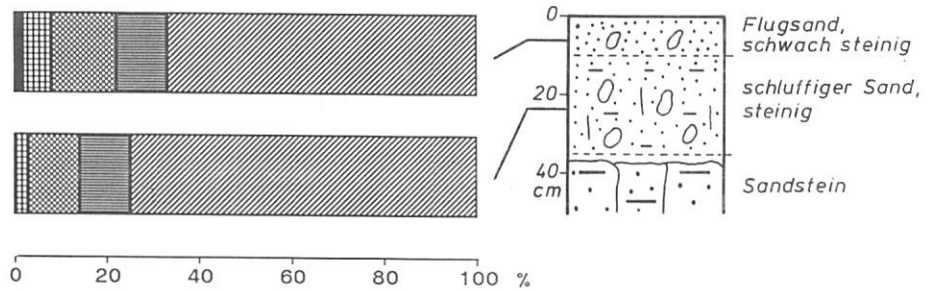 0
Flugsand,
schwach steinig
20
schluffiger Sand,
steinig
40
cm
Sandstein
0 20 40 60 80 100 %